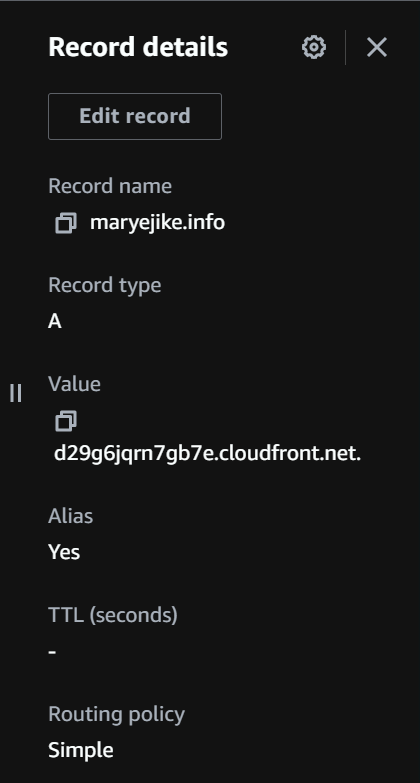 Record details
Edit record
Record name
maryejike.info
Record type
A
Value
d29g6jqrn7gb7e.cloudfront.net.
Alias
Yes
TTL (seconds)
-
Routing policy
Simple